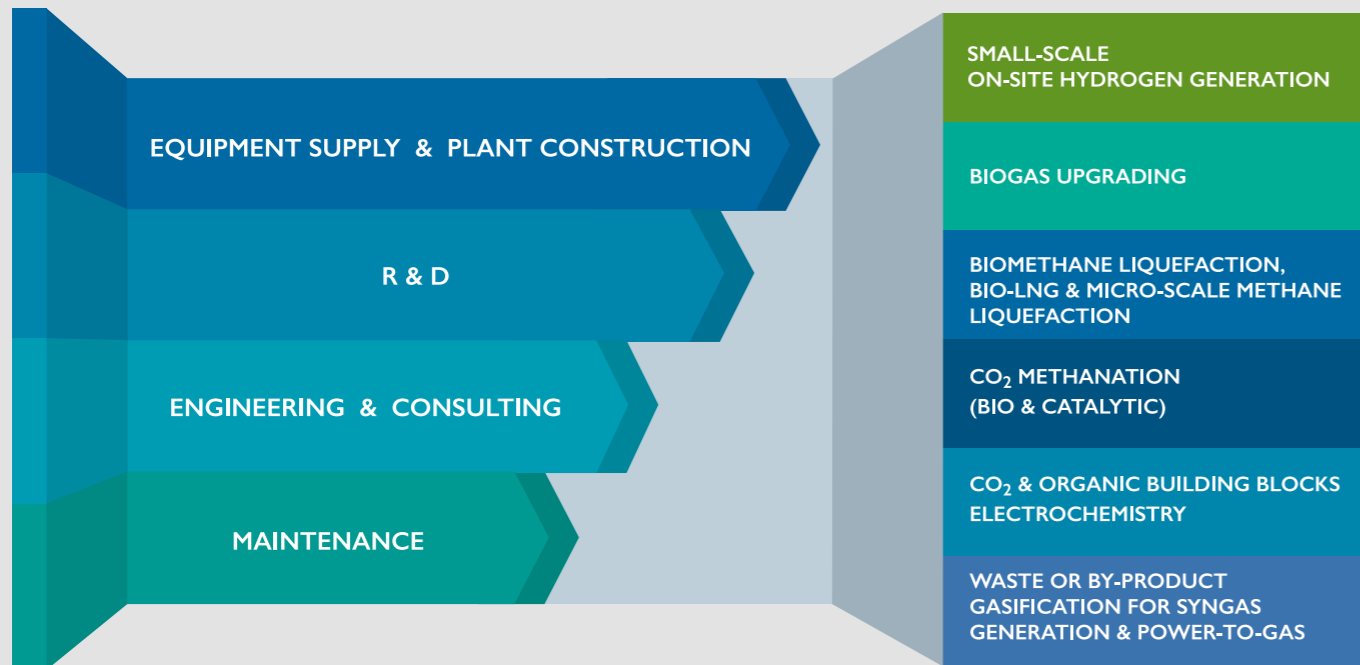 EQUIPMENT SUPPLY & PLANT CONSTRUCTION
R & D
ENGINEERING & CONSULTING
MAINTENANCE
SMALL-SCALE
ON-SITE HYDROGEN GENERATION
BIOGAS UPGRADING
BIOMETHANE LIQUEFACTION,
BIO-LNG & MICRO-SCALE METHANE
LIQUEFACTION
CO₂ METHANATION
(BIO & CATALYTIC)
CO₂ & ORGANIC BUILDING BLOCKS
ELECTROCHEMISTRY
WASTE OR BY-PRODUCT
GASIFICATION FOR SYNGAS
GENERATION & POWER-TO-GAS